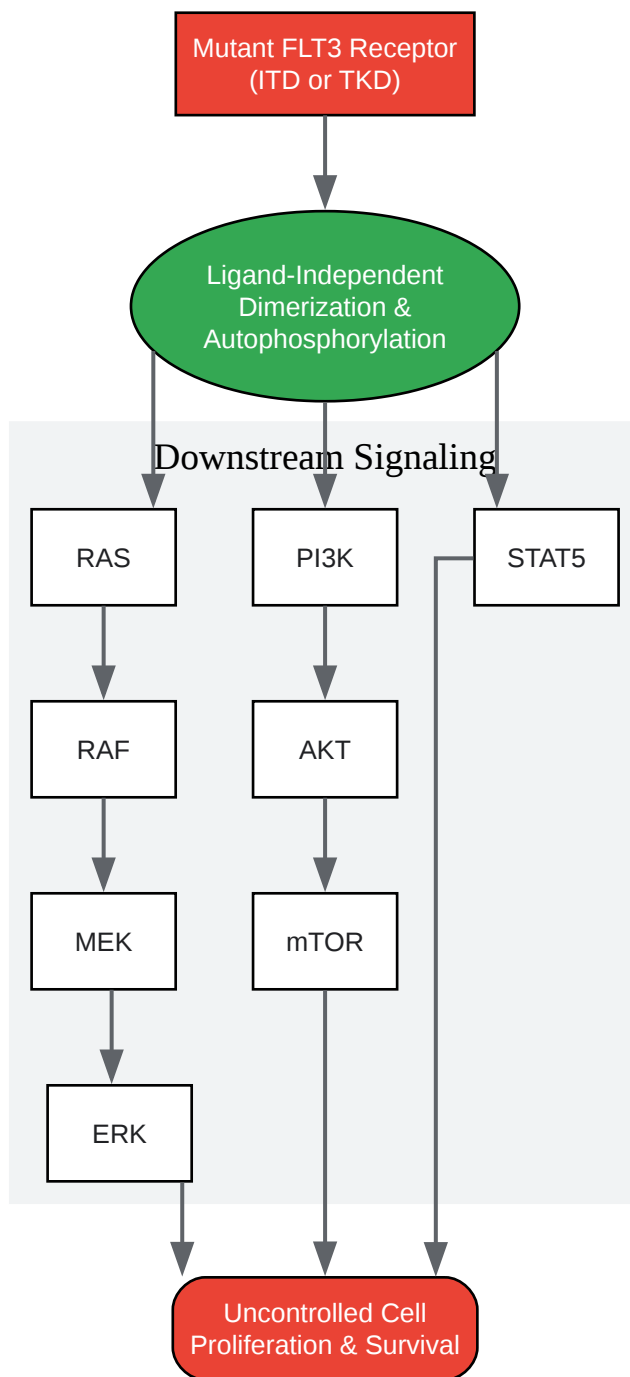 Mutant FLT3 Receptor
(ITD or TKD)
Ligand-Independent
Dimerization &
Autophosphorylation
Downstream Signaling
RAS
PI3K
STAT5
RAF
AKT
MEK
mTOR
ERK
Uncontrolled Cell
Proliferation & Survival